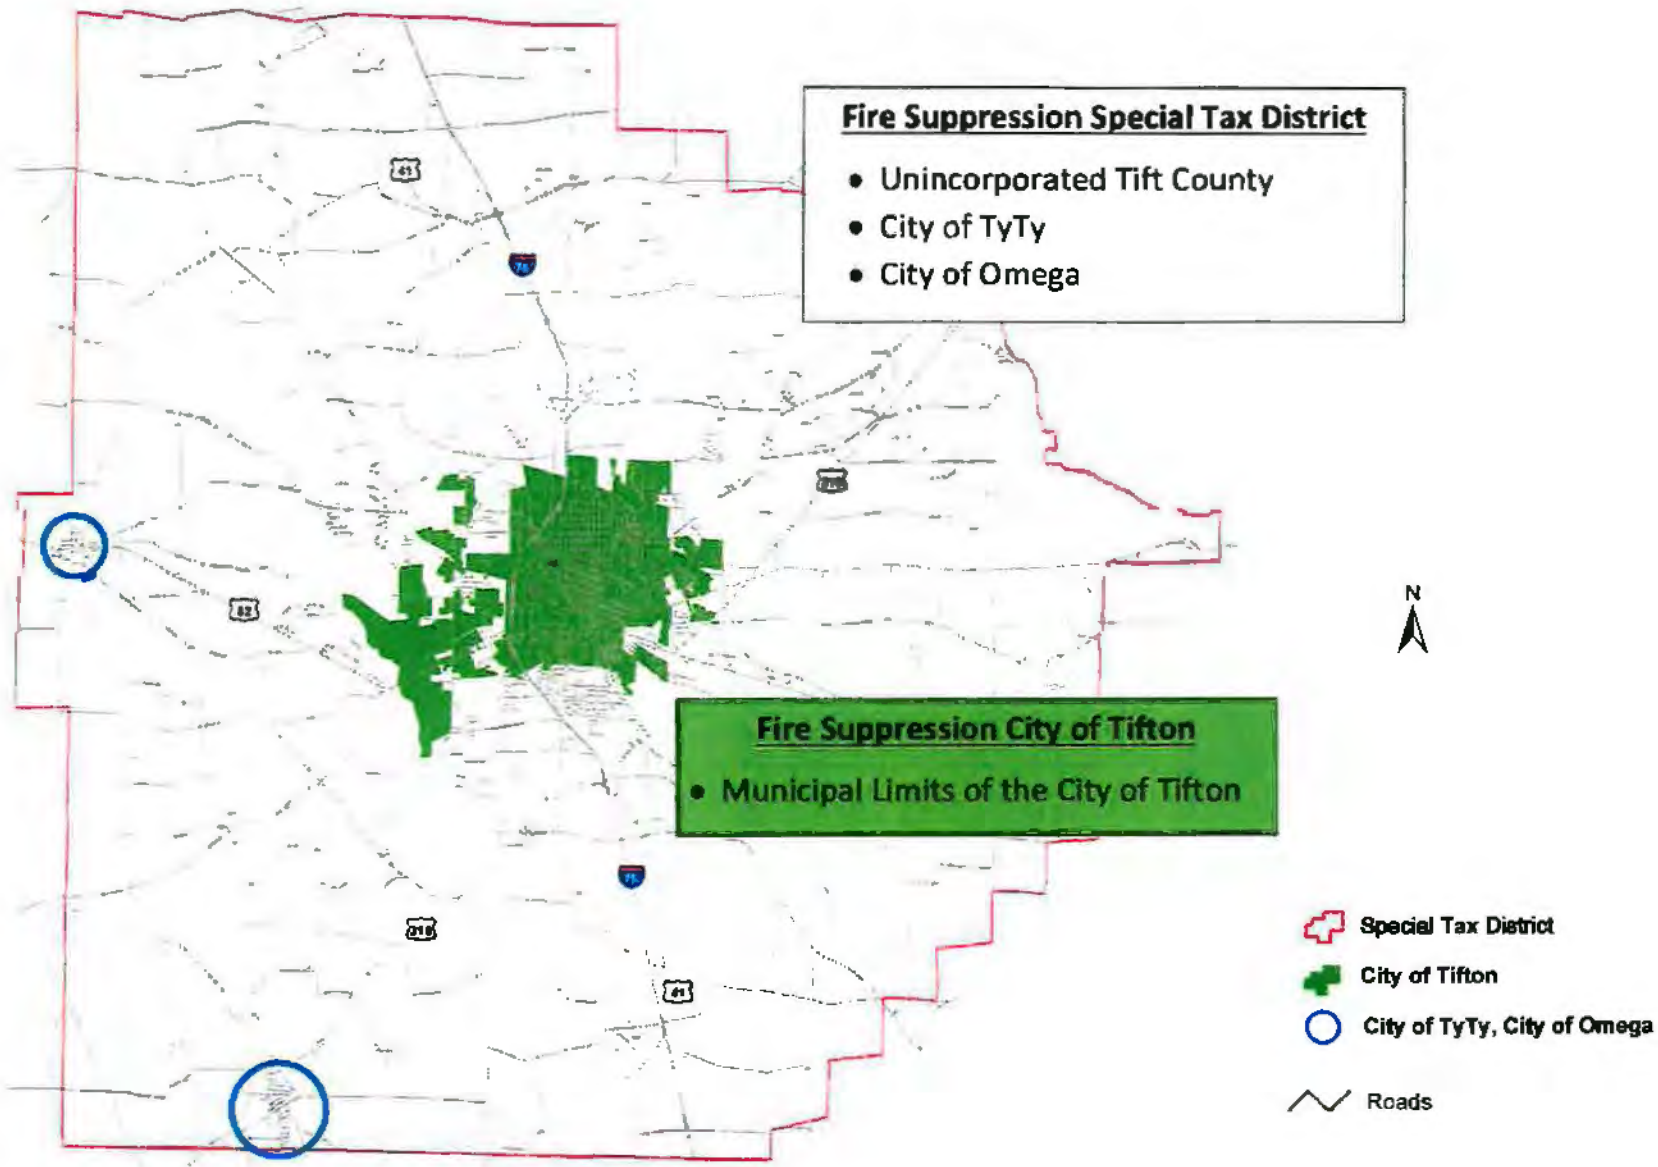 Fire Suppression Special Tax District
• Unincorporated Tift County
• City of TyTy
• City of Omega
41
75
82
N
Fire Suppression City of Tifton
• Municipal Limits of the City of Tifton
75
319
41
Special Tax District
City of Tifton
City of TyTy, City of Omega
Roads